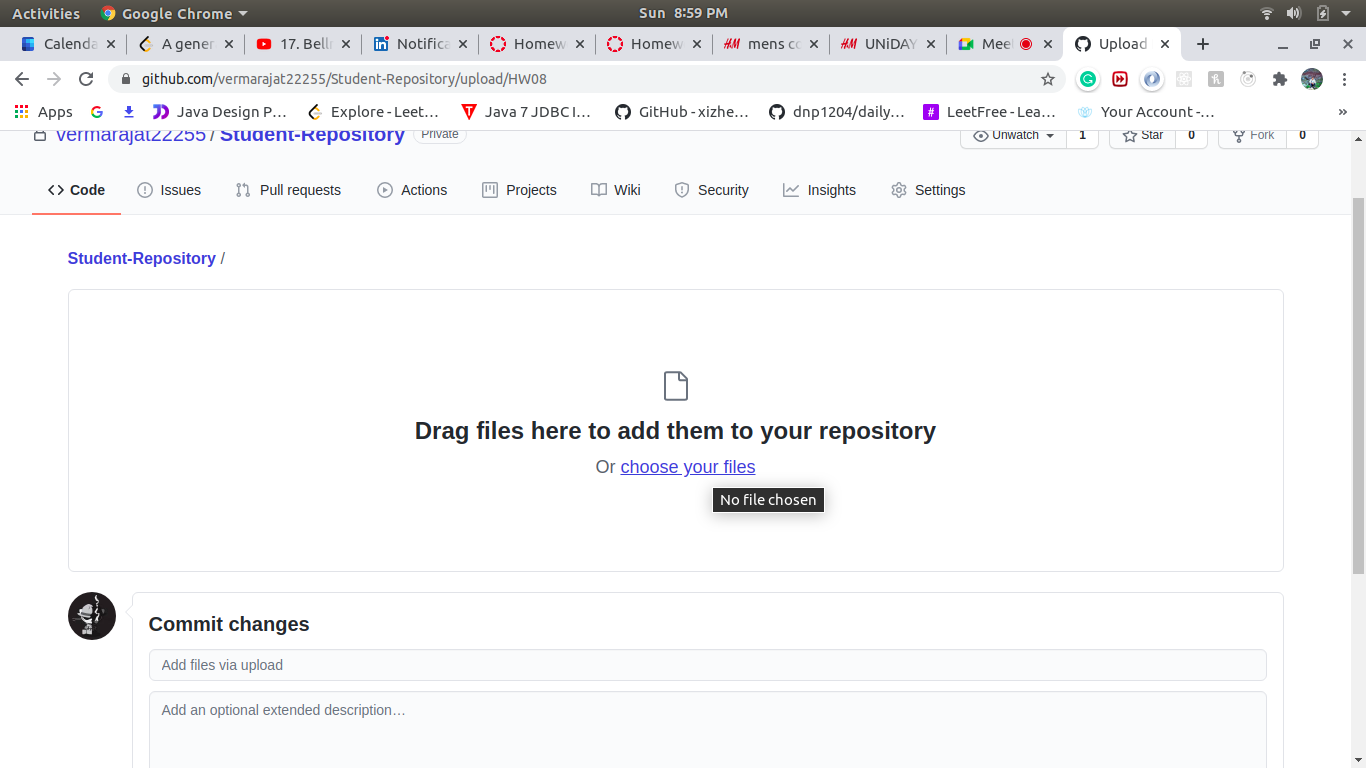 Activities Google Chrome Sun 8:59 PM
Calenda A gener 17. Bell Notifica Homew Homew mens co UNiDAY Meet Upload
github.com/vermarajat22255/Student-Repository/upload/HW08
Apps Java Design P… Explore - Leet… Java 7 JDBC I… GitHub - xizhe… dnp1204/daily… LeetFree - Lea… Your Account -… »
vermarajat22255 / Student-Repository Private Unwatch 1 Star 0 Fork 0
Code Issues Pull requests Actions Projects Wiki Security Insights Settings
Student-Repository /
Drag files here to add them to your repository
Or choose your files
No file chosen
Commit changes
Add files via upload
Add an optional extended description…